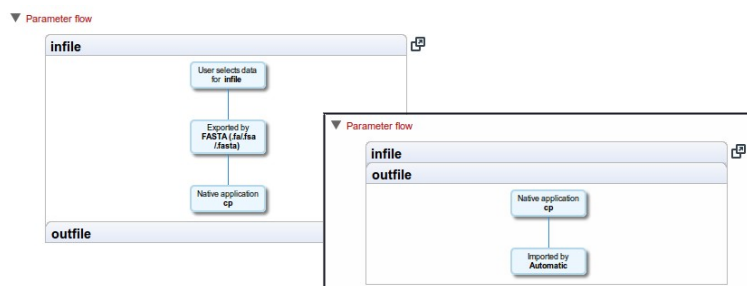 Parameter flow
infile
User selects data
for infile
Exported by
FASTA (.fa/.fsa
/.fasta)
Native application
cp
outfile
Parameter flow
infile
outfile
Native application
cp
Imported by
Automatic